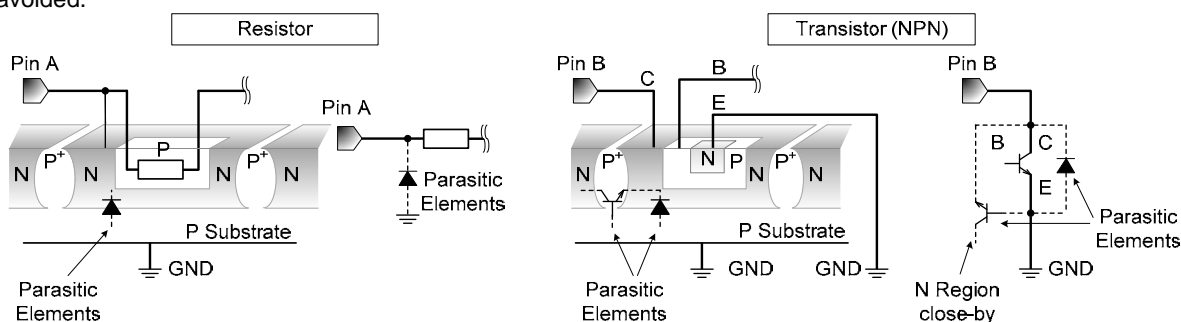 avoided.
Resistor
Transistor (NPN)
Pin A
Pin A
N
P+
N
P
N
P+
N
Parasitic
Elements
P Substrate
GND
Parasitic
Elements
Pin B
C
B
E
N
P+
N
N
P
N
P+
N
P Substrate
GND
GND
Parasitic
Elements
Pin B
B
C
E
Parasitic
Elements
GND
N Region
close-by